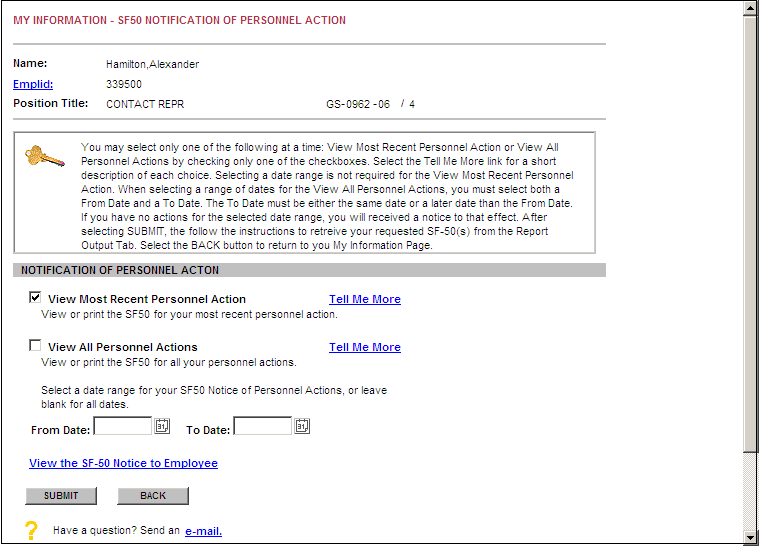 MY INFORMATION - SF50 NOTIFICATION OF PERSONNEL ACTION
Name: Hamilton,Alexander
Emplid: 339500
Position Title: CONTACT REPR GS-0962 -06 / 4
You may select only one of the following at a time: View Most Recent Personnel Action or View All
Personnel Actions by checking only one of the checkboxes. Select the Tell Me More link for a short
description of each choice. Selecting a date range is not required for the View Most Recent Personnel
Action. When selecting a range of dates for the View All Personnel Actions, you must select both a
From Date and a To Date. The To Date must be either the same date or a later date than the From Date.
If you have no actions for the selected date range, you will received a notice to that effect. After
selecting SUBMIT, the follow the instructions to retreive your requested SF-50(s) from the Report
Output Tab. Select the BACK button to return to you My Information Page.
NOTIFICATION OF PERSONNEL ACTON
View Most Recent Personnel Action Tell Me More
View or print the SF50 for your most recent personnel action.
View All Personnel Actions Tell Me More
View or print the SF50 for all your personnel actions.
Select a date range for your SF50 Notice of Personnel Actions, or leave
blank for all dates.
From Date: 31 To Date: 31
View the SF-50 Notice to Employee
SUBMIT BACK
? Have a question? Send an e-mail.